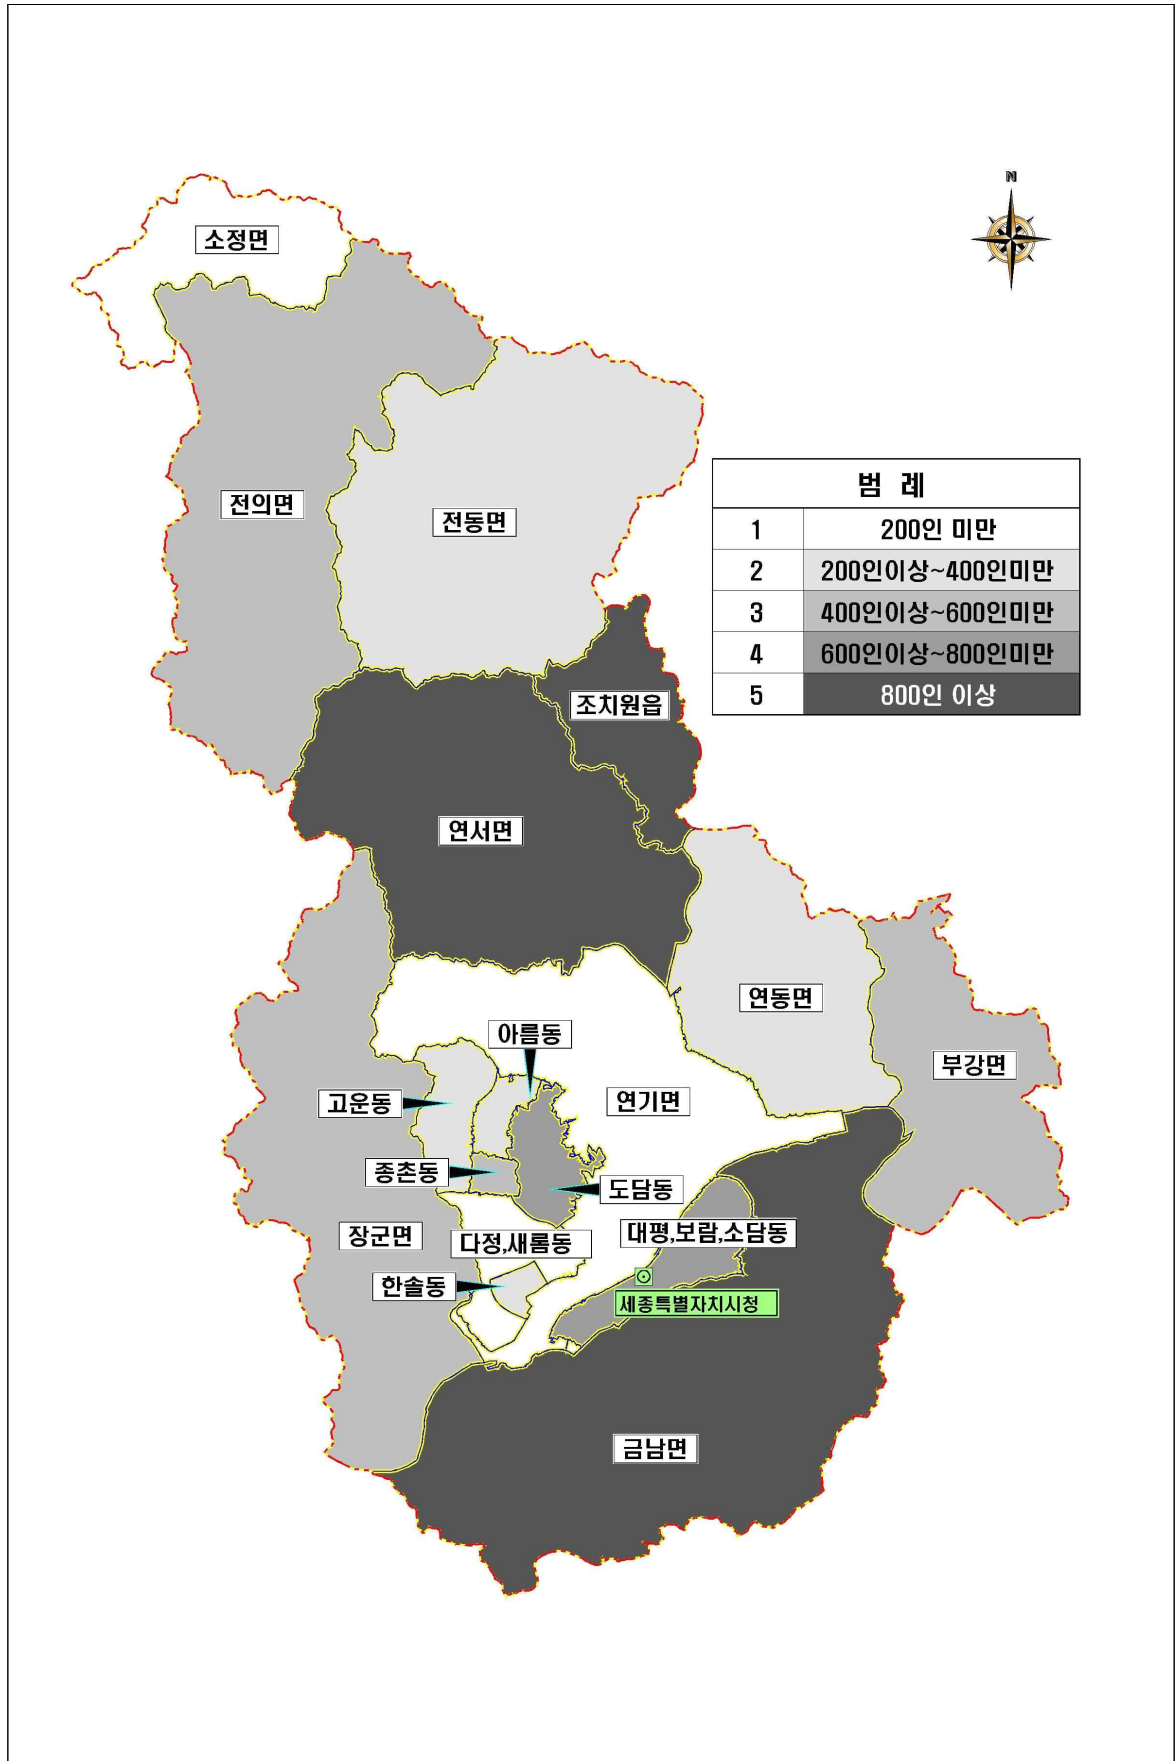 N
소정면
전의면
전동면
범 례
1 200인 미만
2 200인이상~400인미만
3 400인이상~600인미만
4 600인이상~800인미만
5 800인 이상
조치원읍
연서면
연동면
아름동
부강면
고운동
연기면
종촌동
도담동
장군면
다정,새롬동
대평,보람,소담동
한솔동
세종특별자치시청
금남면